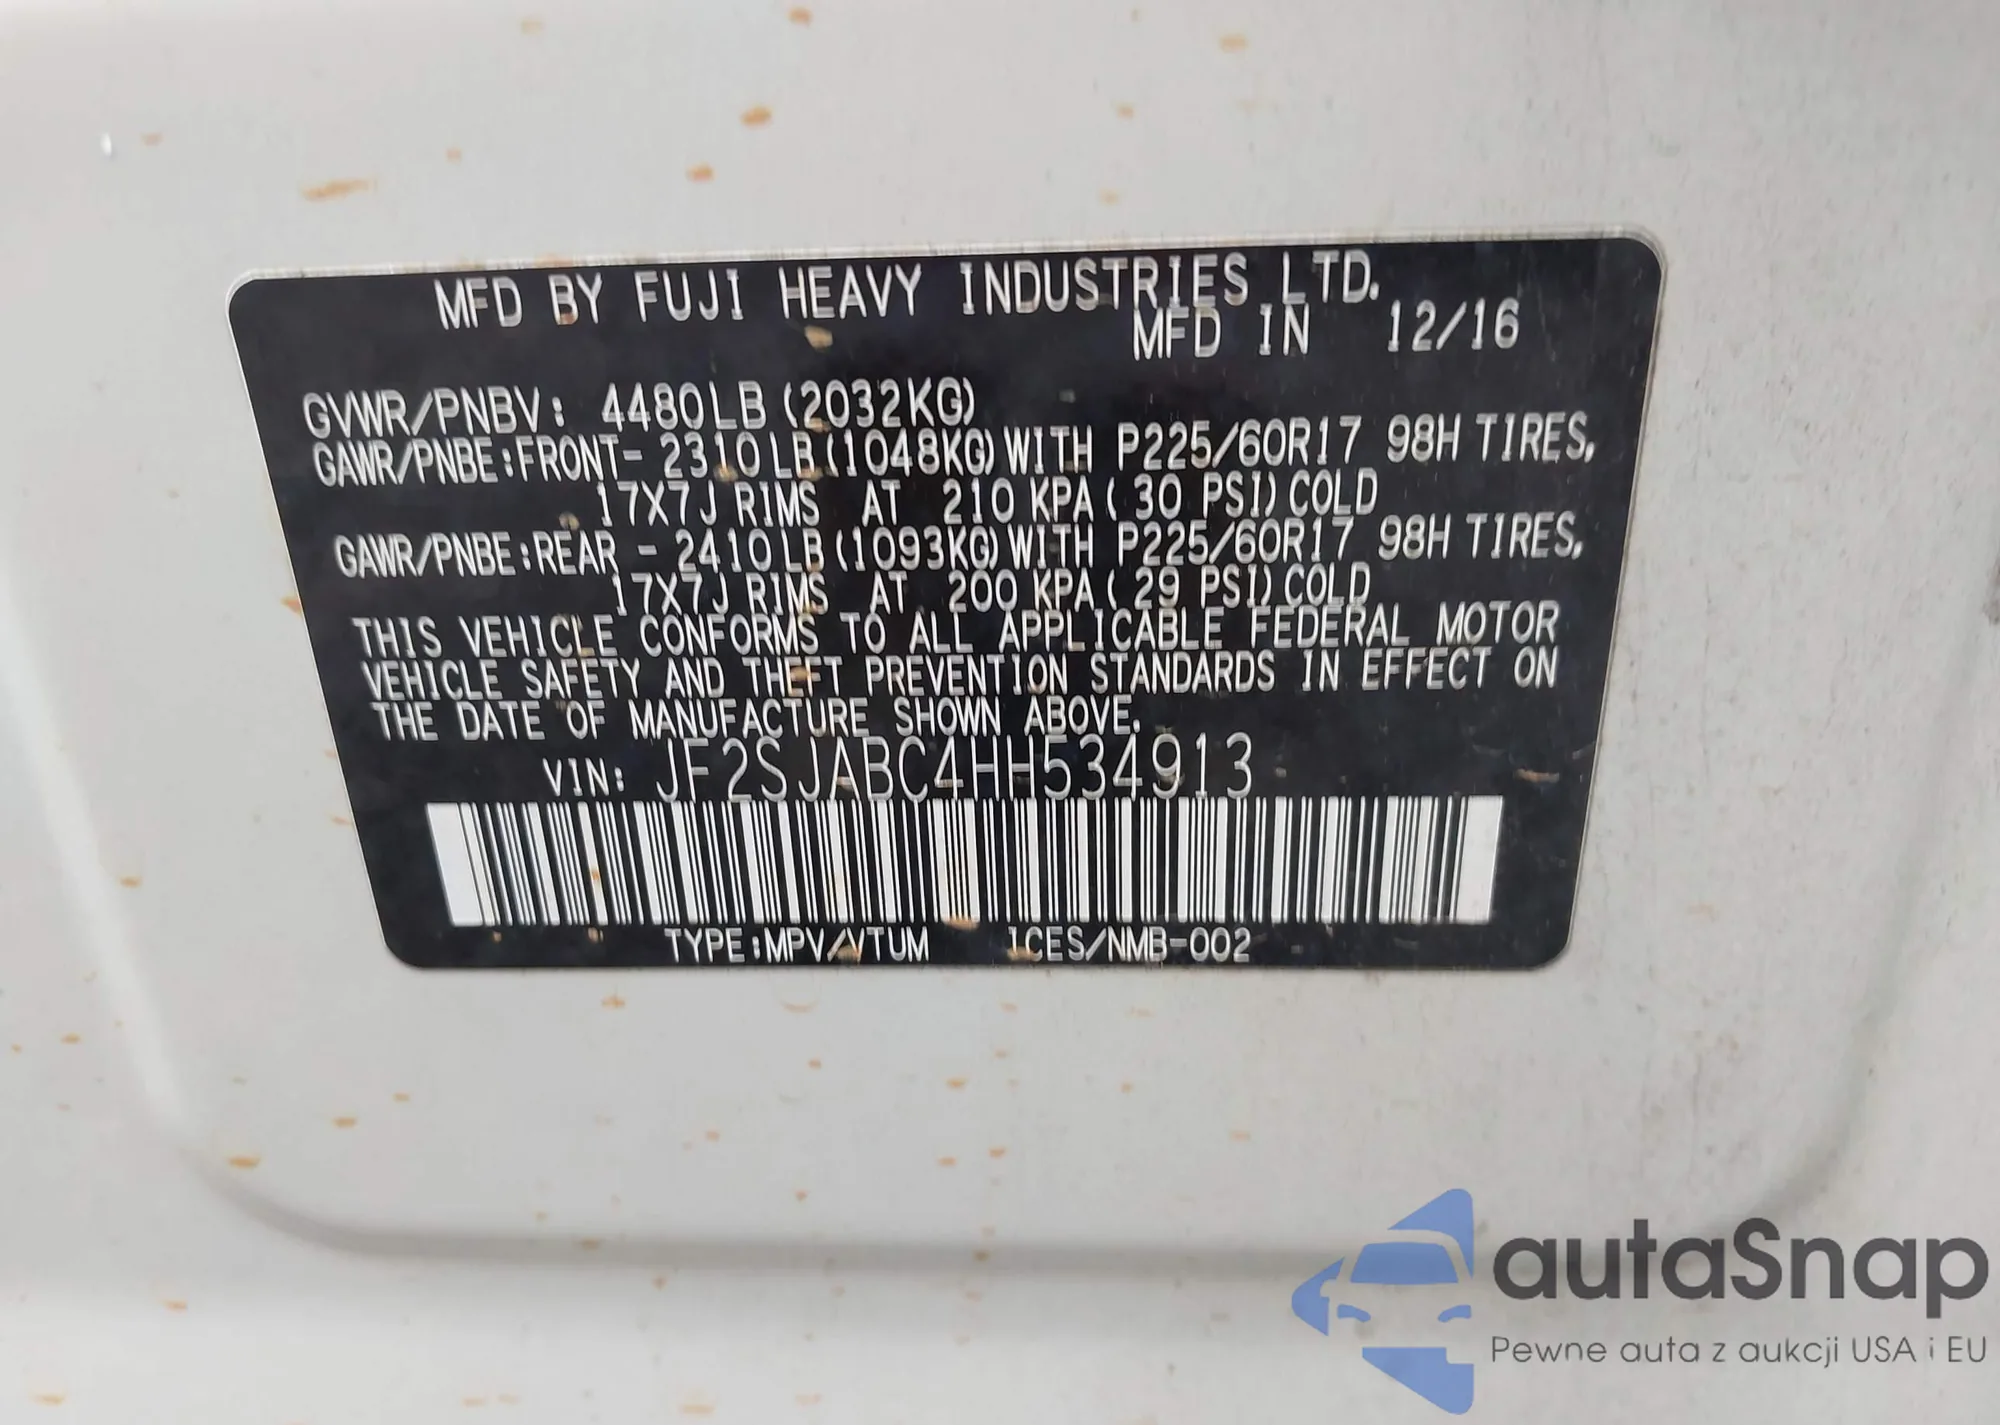 MFD BY FUJI HEAVY INDUSTRIES LTD.
MFD IN 12/16
GVWR/PNBV: 4480LB (2032KG)
GAWR/PNBE:FRONT- 2310LB(1048KG)WITH P225/60R17 98H TIRES,
17X7J RIMS AT 210 KPA( 30 PSI)COLD
GAWR/PNBE:REAR - 2410LB(1093KG)WITH P225/60R17 98H TIRES,
17X7J RIMS AT 200 KPA( 29 PSI)COLD
THIS VEHICLE CONFORMS TO ALL APPLICABLE FEDERAL MOTOR
VEHICLE SAFETY AND THEFT PREVENTION STANDARDS IN EFFECT ON
THE DATE OF MANUFACTURE SHOWN ABOVE.
VIN: JF2SJABC4HH534913
TYPE:MPV/VTUM ICES/NMB-002
autaSnap
Pewne auta z aukcji USA i EU